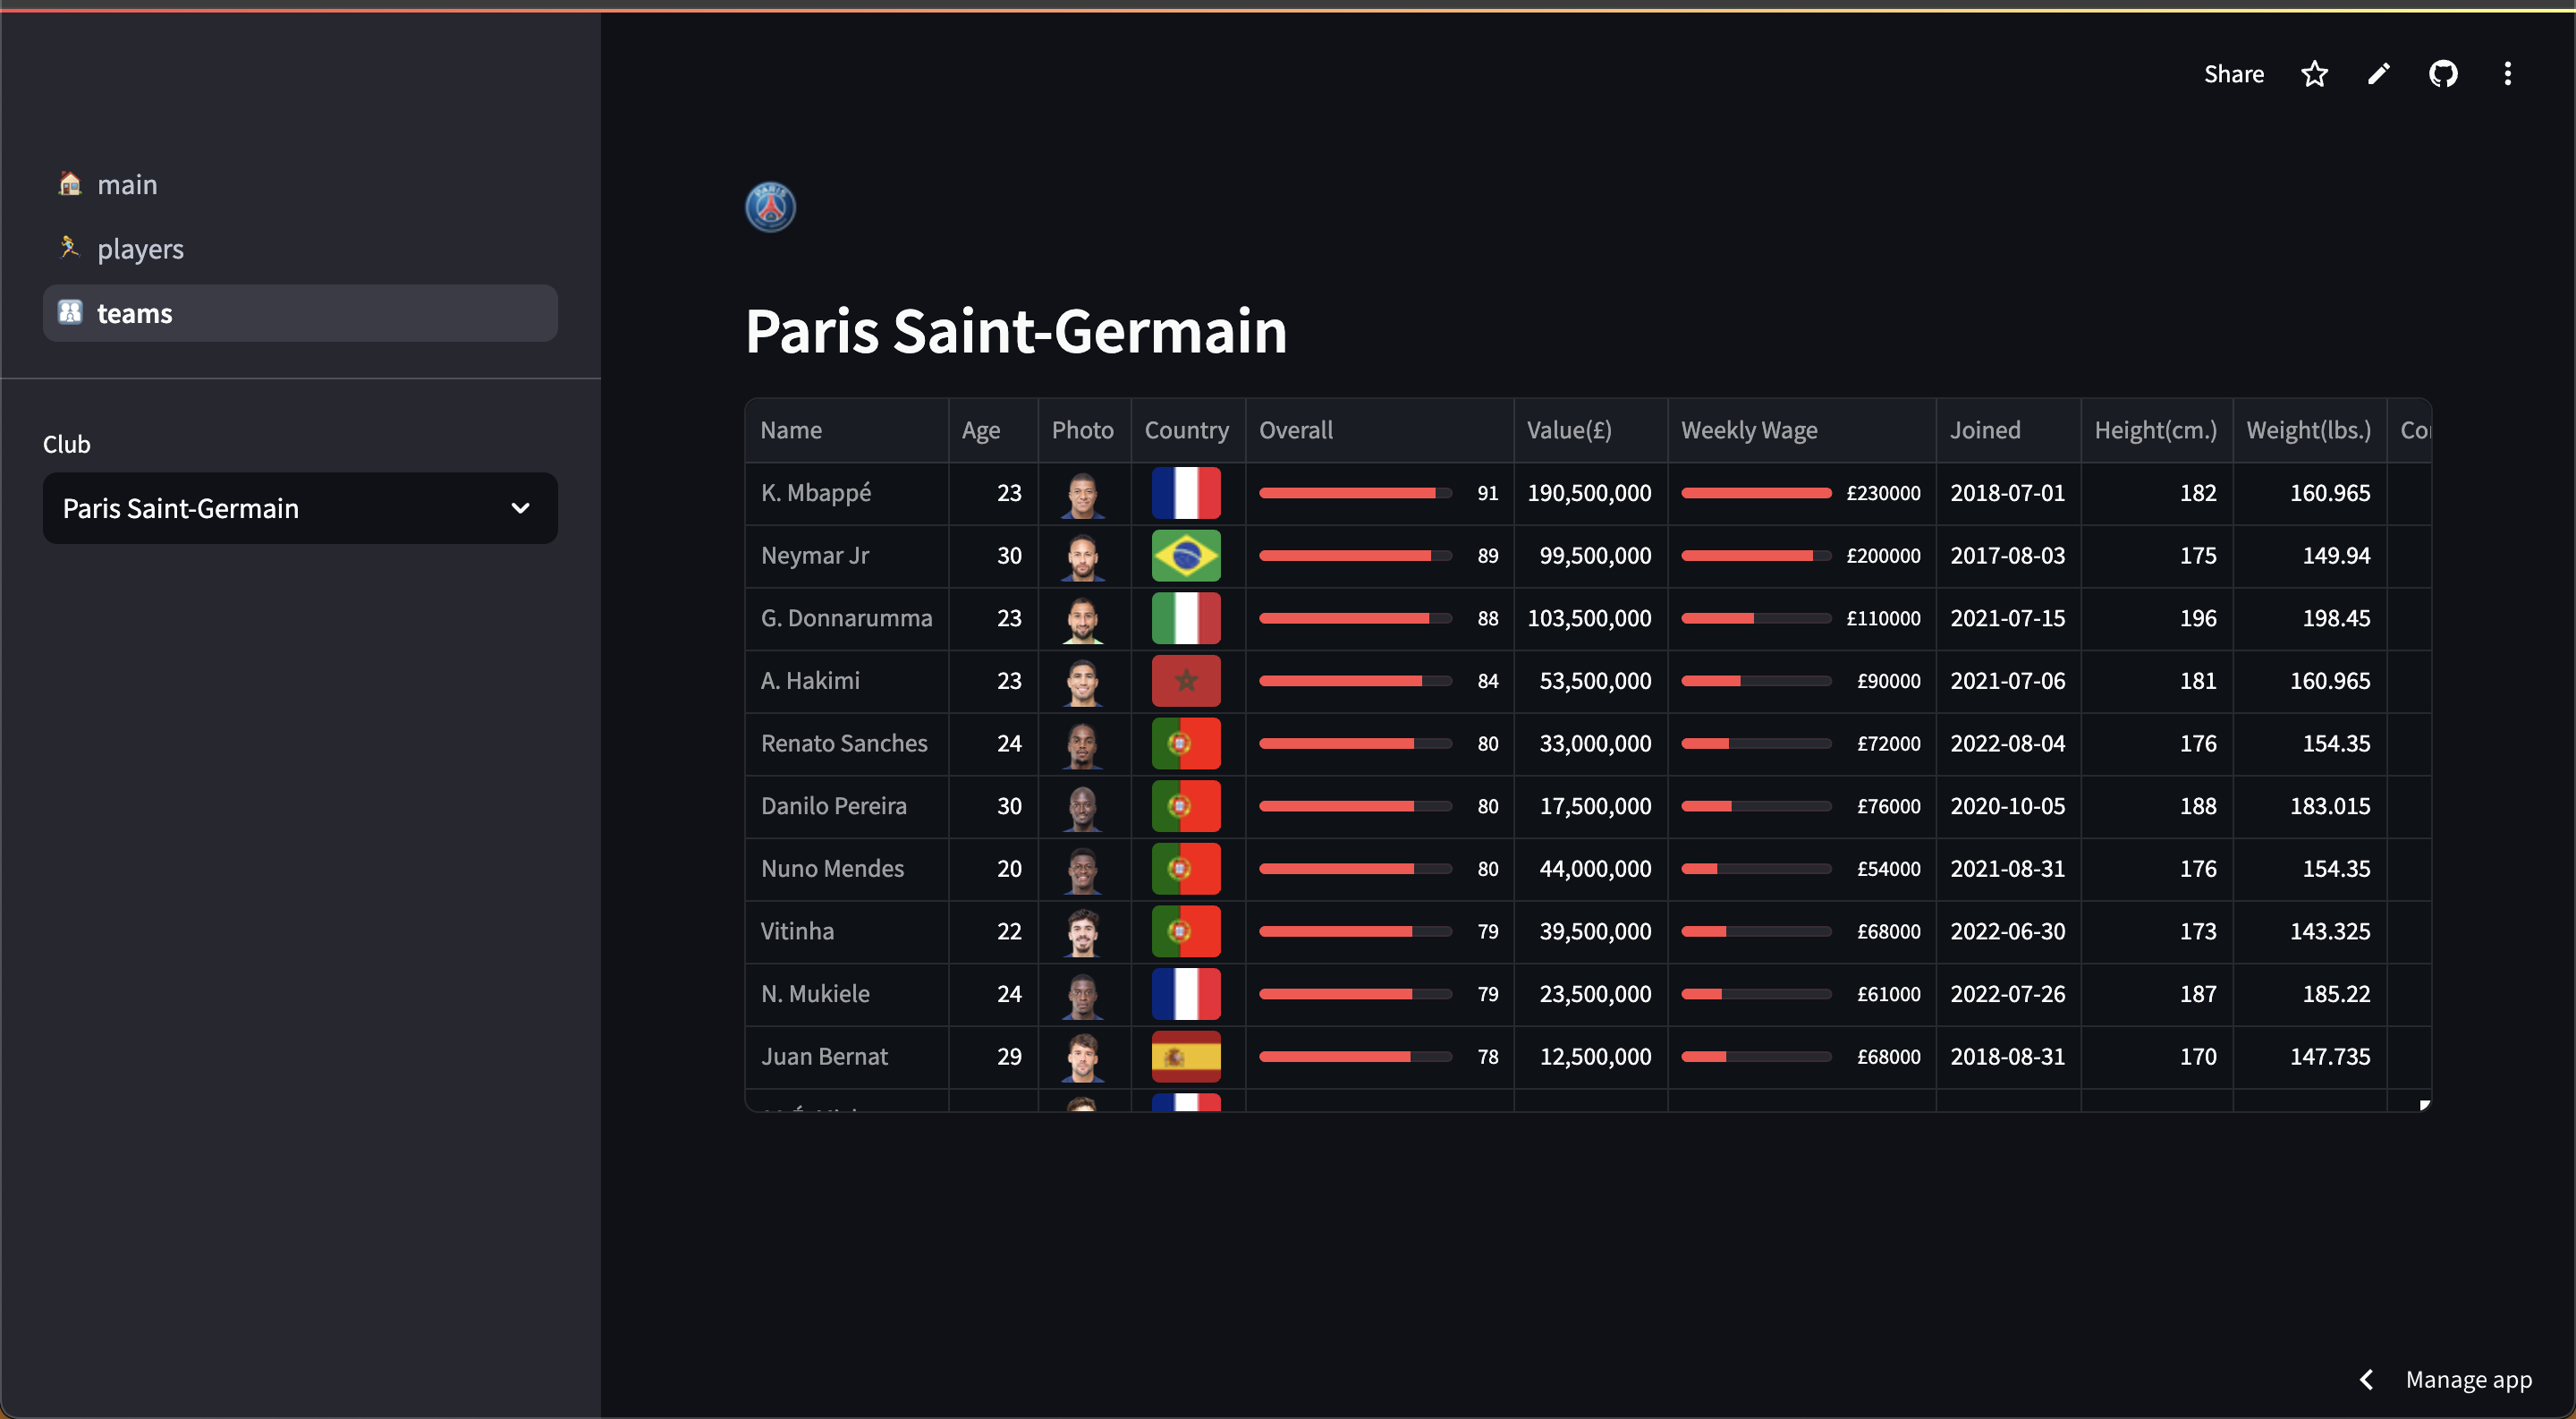 Share
main
players
teams
Club
Paris Saint-Germain
PARIS
Paris Saint-Germain
Name Age Photo Country Overall Value(£) Weekly Wage Joined Height(cm.) Weight(lbs.)
K. Mbappé 23 91 190,500,000 £230000 2018-07-01 182 160.965
Neymar Jr 30 89 99,500,000 £200000 2017-08-03 175 149.94
G. Donnarumma 23 88 103,500,000 £110000 2021-07-15 196 198.45
A. Hakimi 23 84 53,500,000 £90000 2021-07-06 181 160.965
Renato Sanches 24 80 33,000,000 £72000 2022-08-04 176 154.35
Danilo Pereira 30 80 17,500,000 £76000 2020-10-05 188 183.015
Nuno Mendes 20 80 44,000,000 £54000 2021-08-31 176 154.35
Vitinha 22 79 39,500,000 £68000 2022-06-30 173 143.325
N. Mukiele 24 79 23,500,000 £61000 2022-07-26 187 185.22
Juan Bernat 29 78 12,500,000 £68000 2018-08-31 170 147.735
Manage app